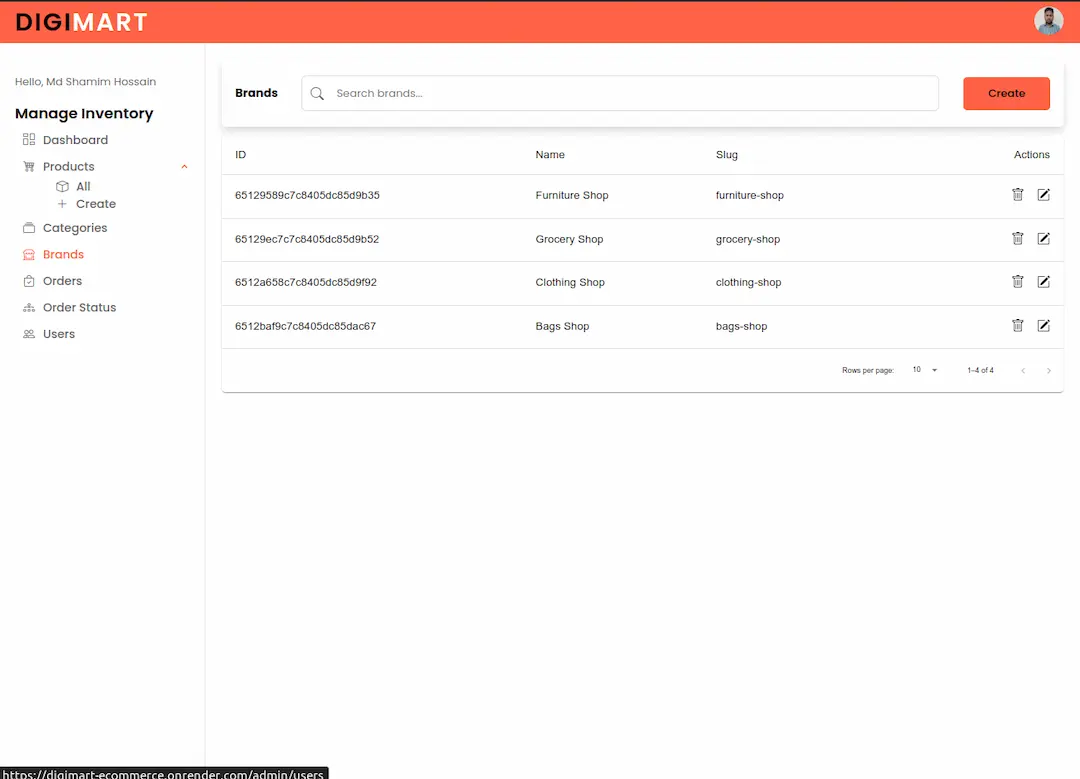 DIGIMART
Hello, Md Shamim Hossain
Manage Inventory
Dashboard
Products
All
Create
Categories
Brands
Orders
Order Status
Users
Brands
Search brands...
Create
ID Name Slug Actions
65129589c7c8405dc85d9b35 Furniture Shop furniture-shop
65129ec7c7c8405dc85d9b52 Grocery Shop grocery-shop
6512a658c7c8405dc85d9f92 Clothing Shop clothing-shop
6512baf9c7c8405dc85dac67 Bags Shop bags-shop
Rows per page: 10 1–4 of 4
https://digimart-ecommerce.onrender.com/admin/users